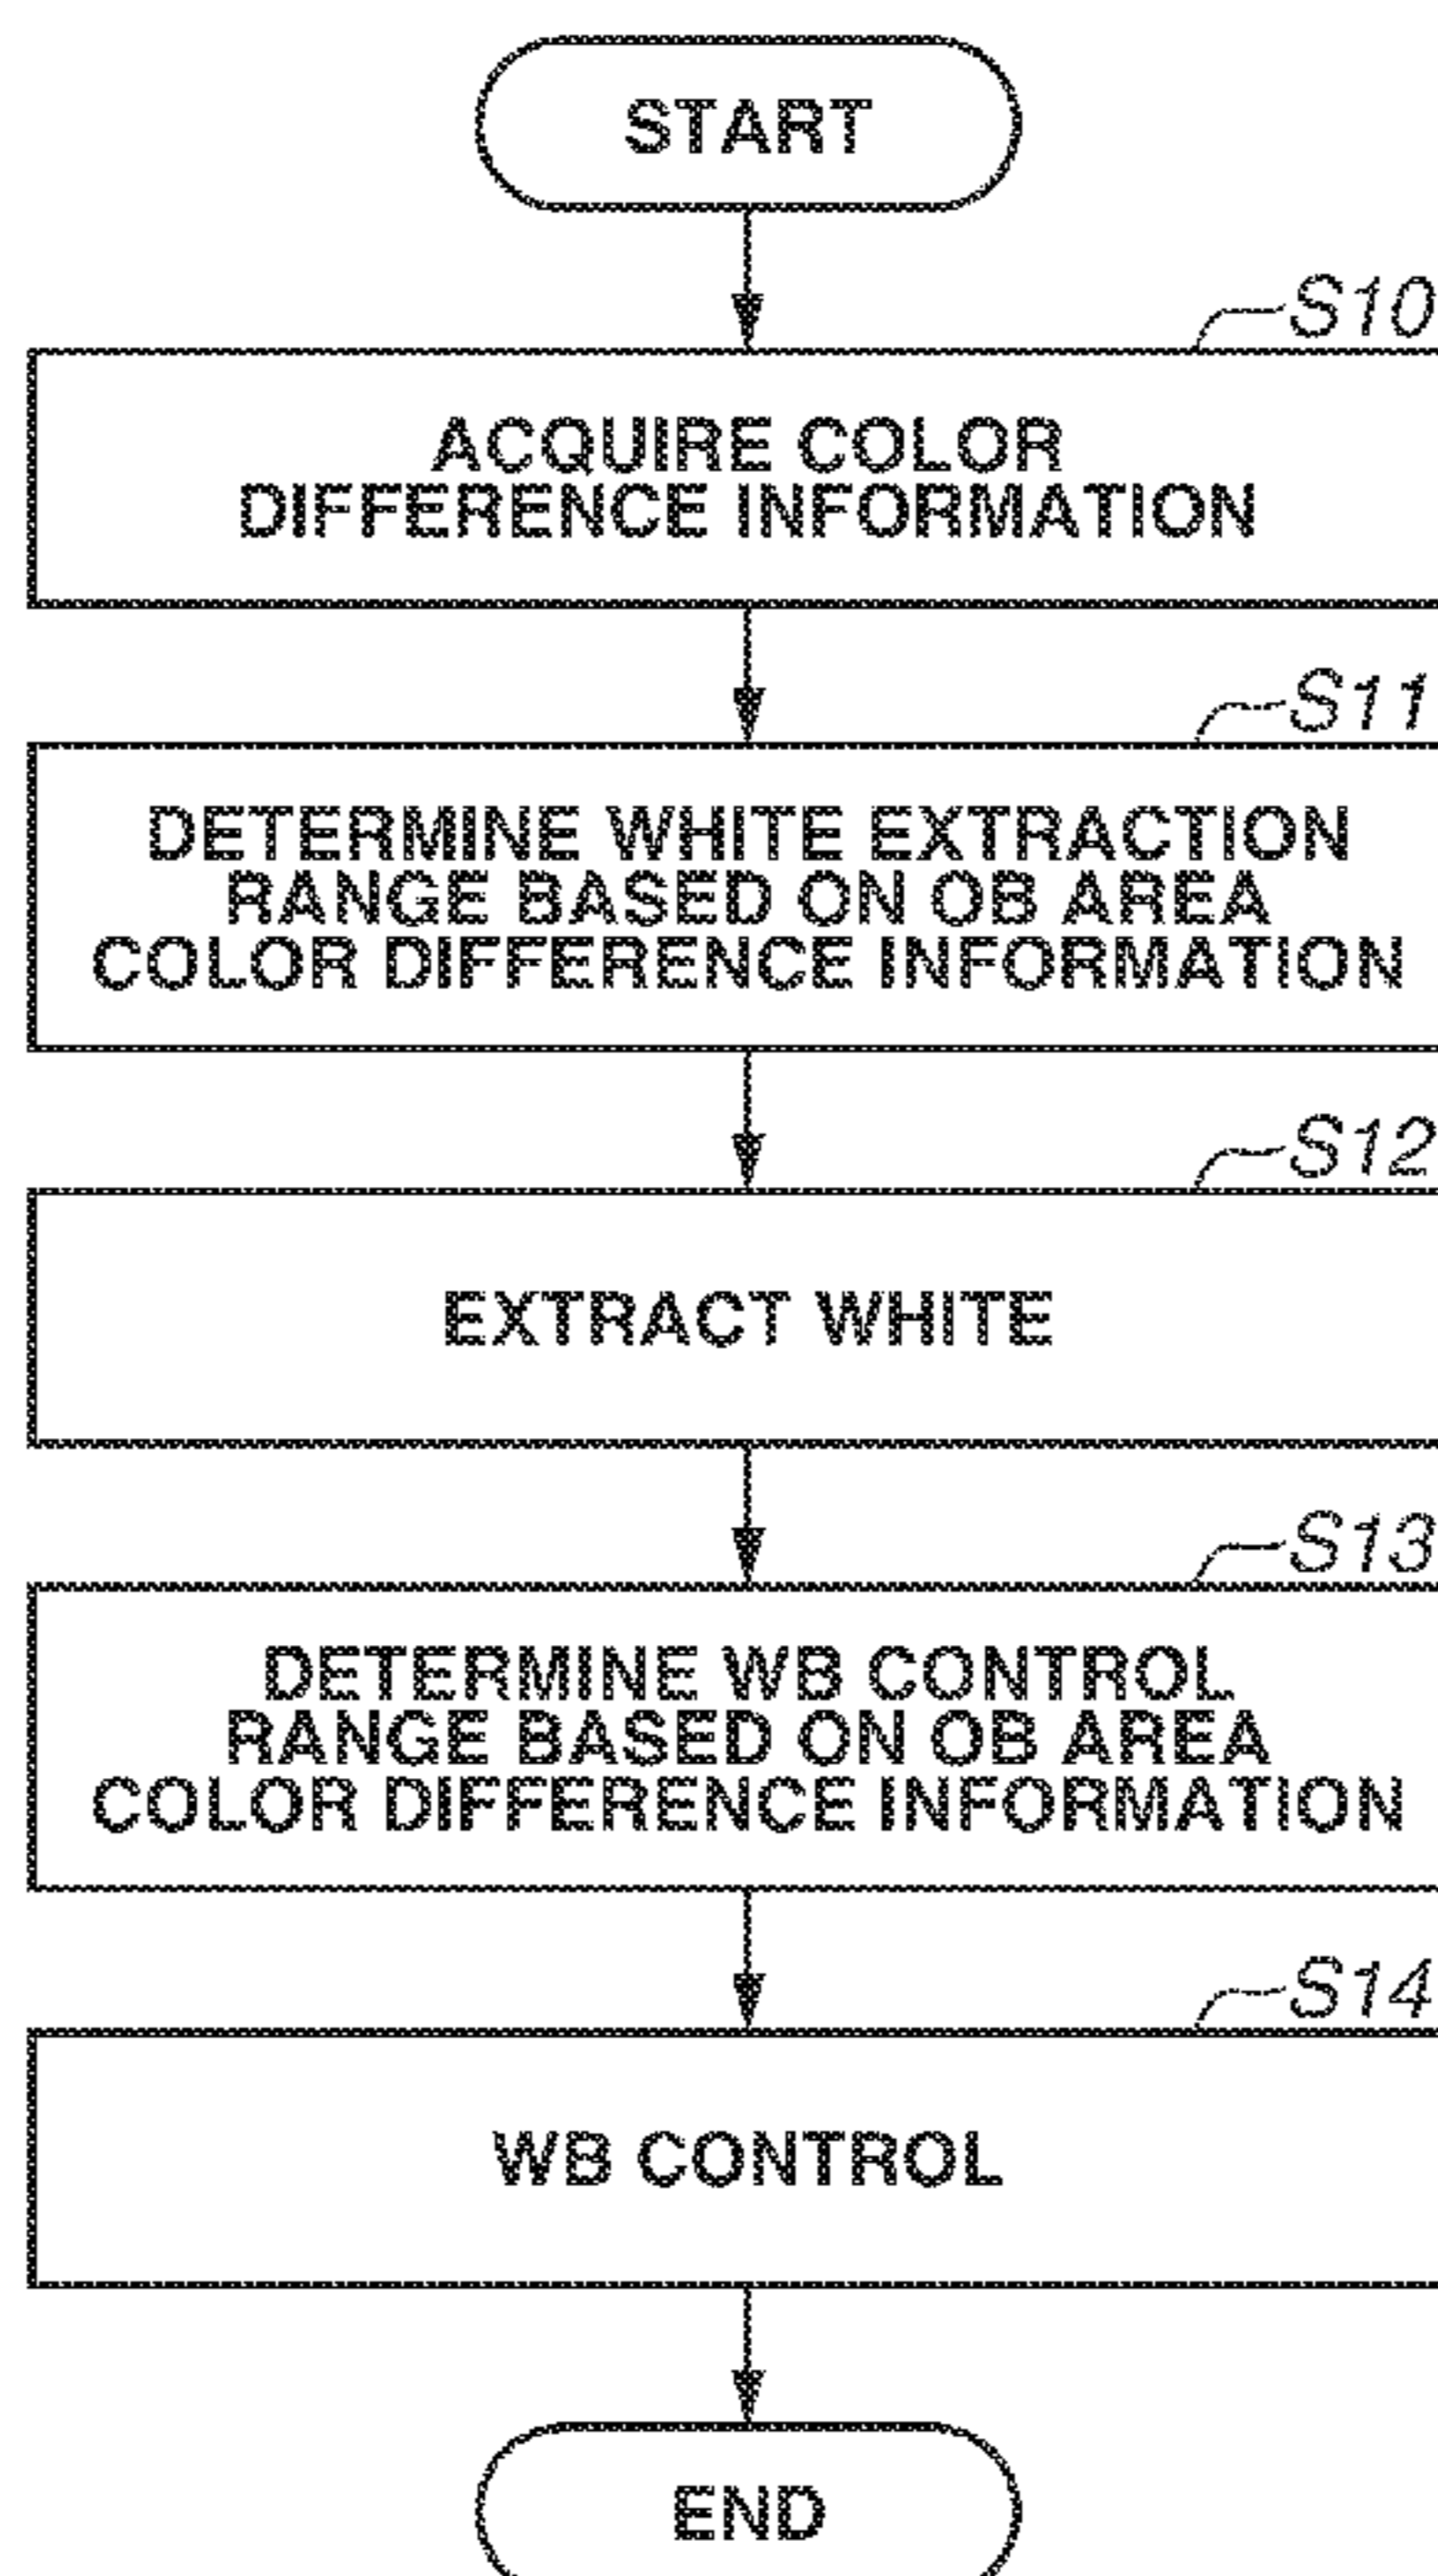 START
S10
ACQUIRE COLOR
DIFFERENCE INFORMATION
S11
DETERMINE WHITE EXTRACTION
RANGE BASED ON OB AREA
COLOR DIFFERENCE INFORMATION
S12
EXTRACT WHITE
S13
DETERMINE WB CONTROL
RANGE BASED ON OB AREA
COLOR DIFFERENCE INFORMATION
S14
WB CONTROL
END